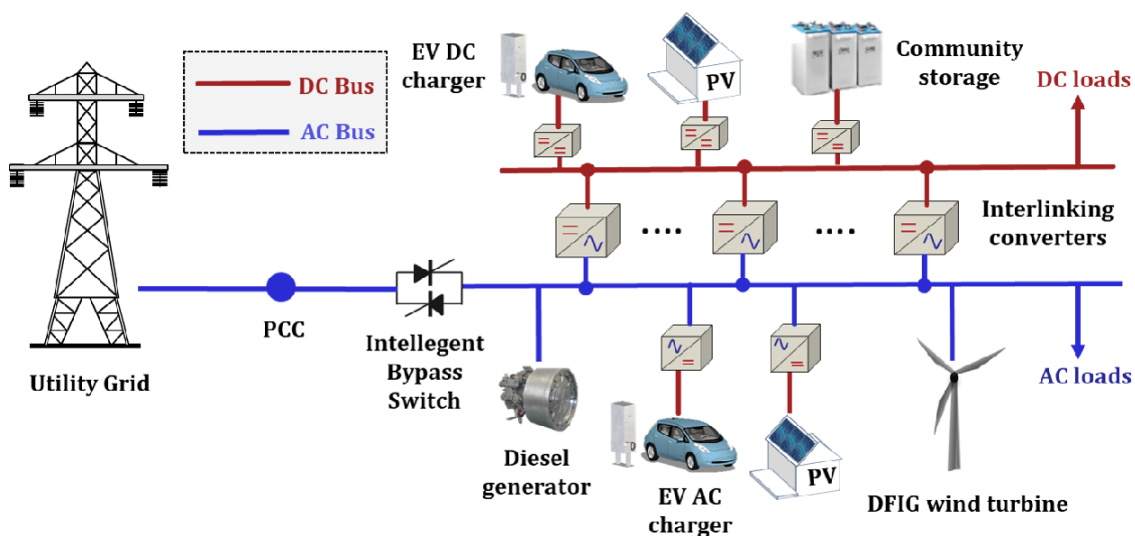 DC Bus
AC Bus
EV DC
charger
PV
Community
storage
DC loads
Interlinking
converters
....
....
PCC
Intellegent
Bypass
Switch
Utility Grid
Diesel
generator
EV AC
charger
PV
DFIG wind turbine
AC loads